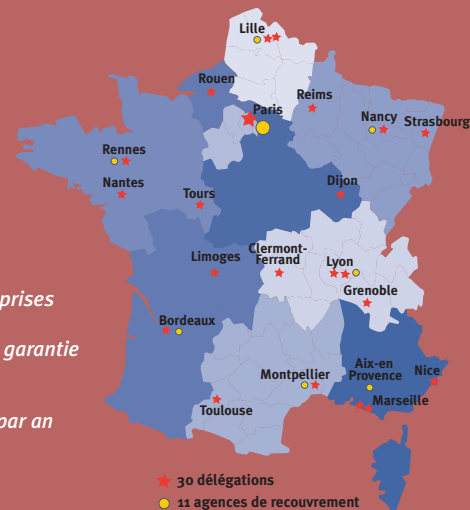 Lille
Rouen
Reims
Paris
Nancy
Strasbourg
Rennes
Nantes
Tours
Dijon
Limoges
Clermont-
Ferrand
Lyon
Grenoble
prises
Bordeaux
garantie
Montpellier
Aix-en
Provence
Nice
Marseille
Toulouse
par an
30 délégations
11 agences de recouvrement